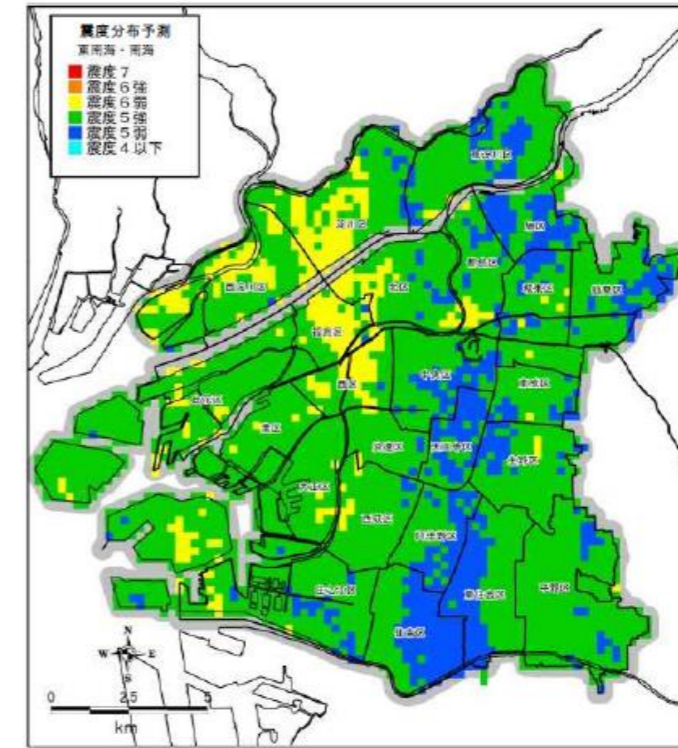 震度分布予測
東南海・南海
震度7
震度6強
震度6弱
震度5強
震度5弱
震度4以下
東淀川区
淀川区
旭区
西淀川区
北区
都島区
城東区
鶴見区
福島区
中央区
西区
東成区
此花区
港区
浪速区
天王寺区
生野区
大正区
西成区
阿倍野区
住之江区
東住吉区
平野区
住吉区
N
W E
S
0 2.5 5
km